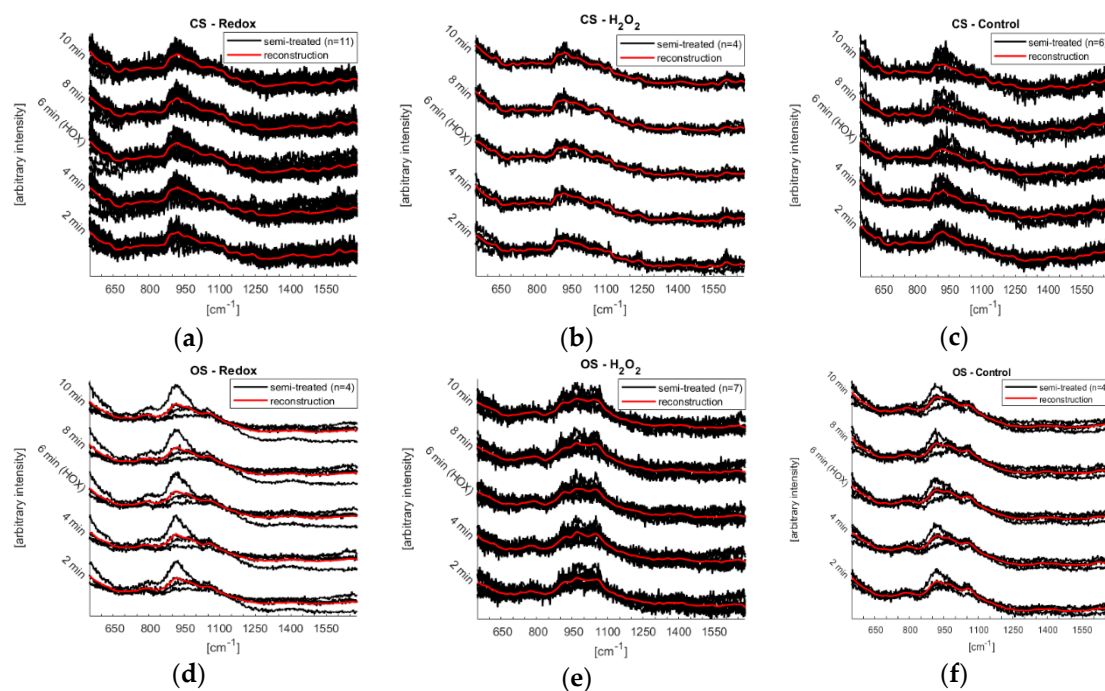 CS - Redox
semi-treated (n=11)
reconstruction
10 min
8 min
6 min (HOX)
4 min
2 min
[arbitrary intensity]
650 800 950 1100 1250 1400 1550
[cm-1]
(a)
CS - H2O2
semi-treated (n=4)
reconstruction
10 min
8 min
6 min (HOX)
4 min
2 min
[arbitrary intensity]
650 800 950 1100 1250 1400 1550
[cm-1]
(b)
CS - Control
semi-treated (n=6)
reconstruction
10 min
8 min
6 min (HOX)
4 min
2 min
[arbitrary intensity]
650 800 950 1100 1250 1400 1550
[cm-1]
(c)
OS - Redox
semi-treated (n=4)
reconstruction
10 min
8 min
6 min (HOX)
4 min
2 min
[arbitrary intensity]
650 800 950 1100 1250 1400 1550
[cm-1]
(d)
OS - H2O2
semi-treated (n=7)
reconstruction
10 min
8 min
6 min (HOX)
4 min
2 min
[arbitrary intensity]
650 800 950 1100 1250 1400 1550
[cm-1]
(e)
OS - Control
semi-treated (n=4)
reconstruction
10 min
8 min
6 min (HOX)
4 min
2 min
[arbitrary intensity]
650 800 950 1100 1250 1400 1550
[cm-1]
(f)